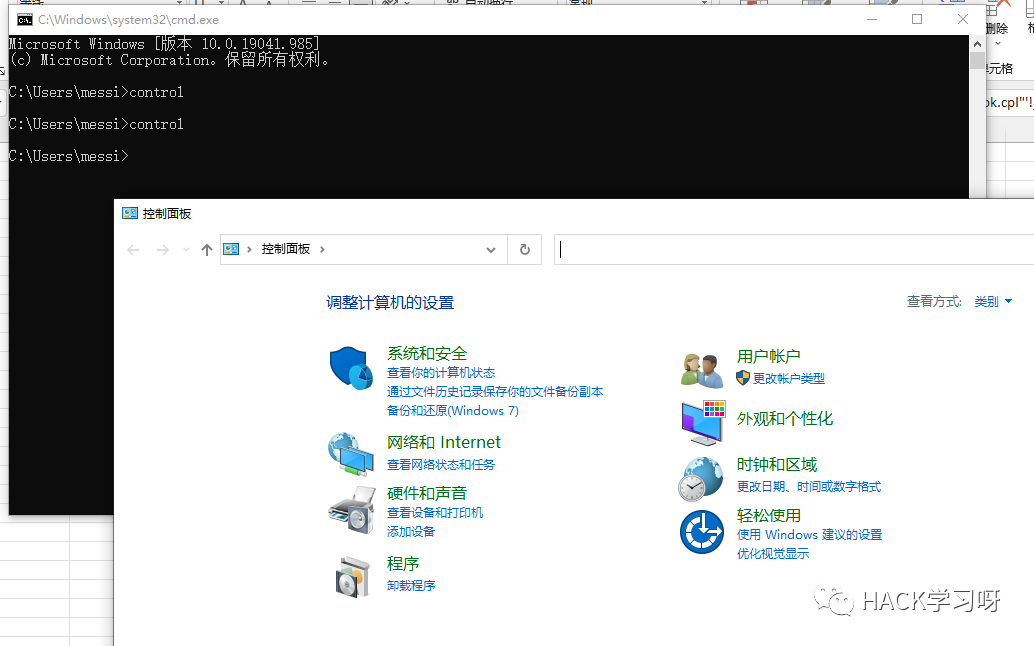 C:\Windows\system32\cmd.exe
Microsoft Windows [版本 10.0.19041.985]
(c) Microsoft Corporation。保留所有权利。
C:\Users\messi>control
C:\Users\messi>control
C:\Users\messi>
删除
单元格
ok.cpl"'!
控制面板
控制面板
调整计算机的设置
查看方式: 类别
系统和安全
查看你的计算机状态
通过文件历史记录保存你的文件备份副本
备份和还原(Windows 7)
网络和 Internet
查看网络状态和任务
硬件和声音
查看设备和打印机
添加设备
程序
卸载程序
用户帐户
更改帐户类型
外观和个性化
时钟和区域
更改日期、时间或数字格式
轻松使用
使用 Windows 建议的设置
优化视觉显示
HACK学习呀